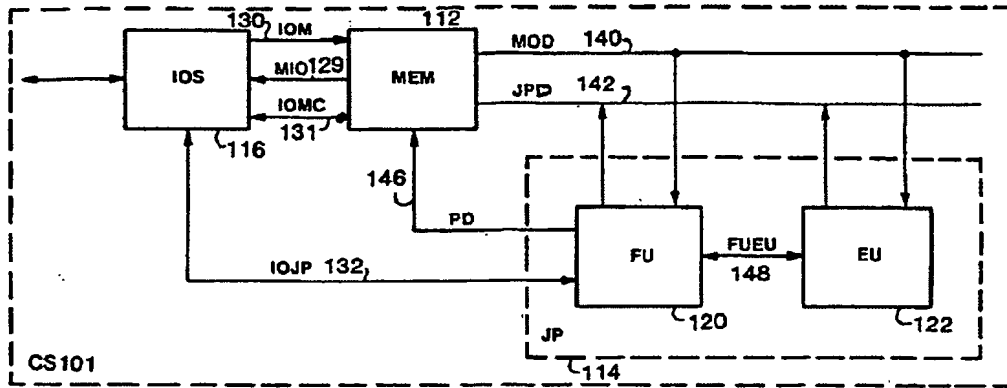 130 IOM
112
MOD 140
IOS
MIO 129
MEM
JPD 142
IOMC
131
116
146
PD
FU
FUEU
148
EU
IOJP 132
120
122
JP
CS101
114